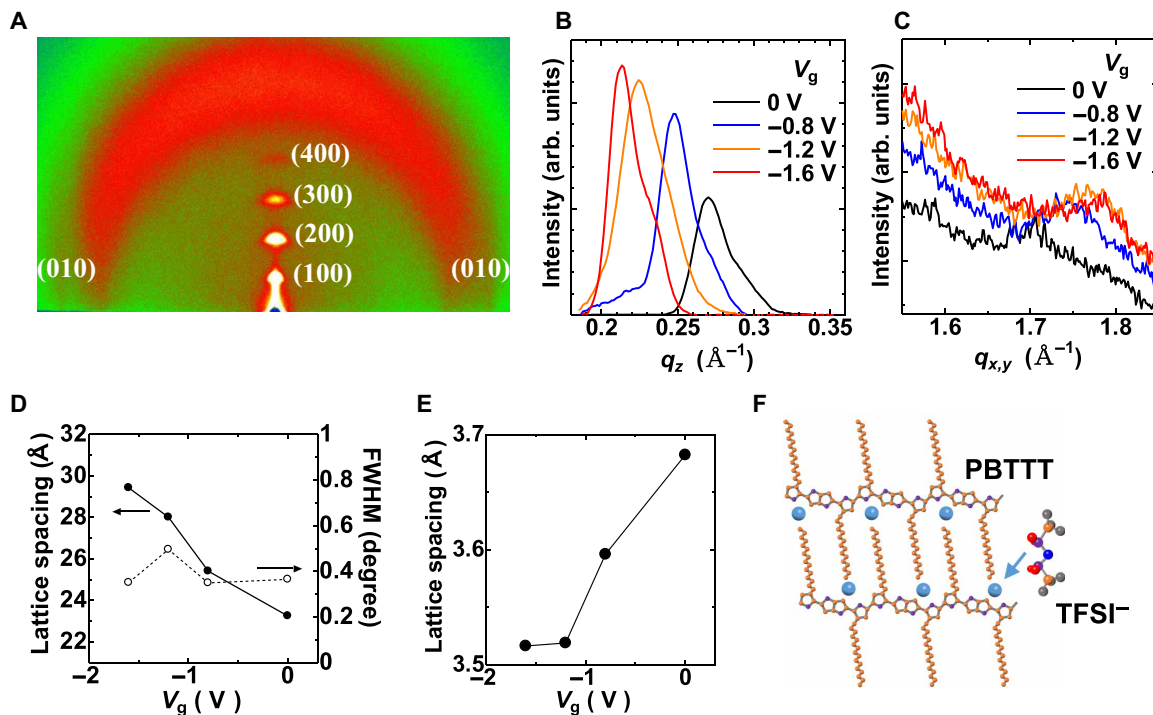 A
(400)
(300)
(200)
(100)
(010)
(010)
B
Intensity (arb. units)
V_g
0 V
−0.8 V
−1.2 V
−1.6 V
0.2 0.25 0.3 0.35
q_z (Å⁻¹)
C
Intensity (arb. units)
V_g
0 V
−0.8 V
−1.2 V
−1.6 V
1.6 1.7 1.8
q_x,y (Å⁻¹)
D
Lattice spacing (Å)
32
30
28
26
24
22
1
0.8
0.6
0.4
0.2
0
FWHM (degree)
−2 −1 0
V_g ( V )
E
Lattice spacing (Å)
3.7
3.6
3.5
−2 −1 0
V_g ( V )
F
PBTTT
TFSI⁻